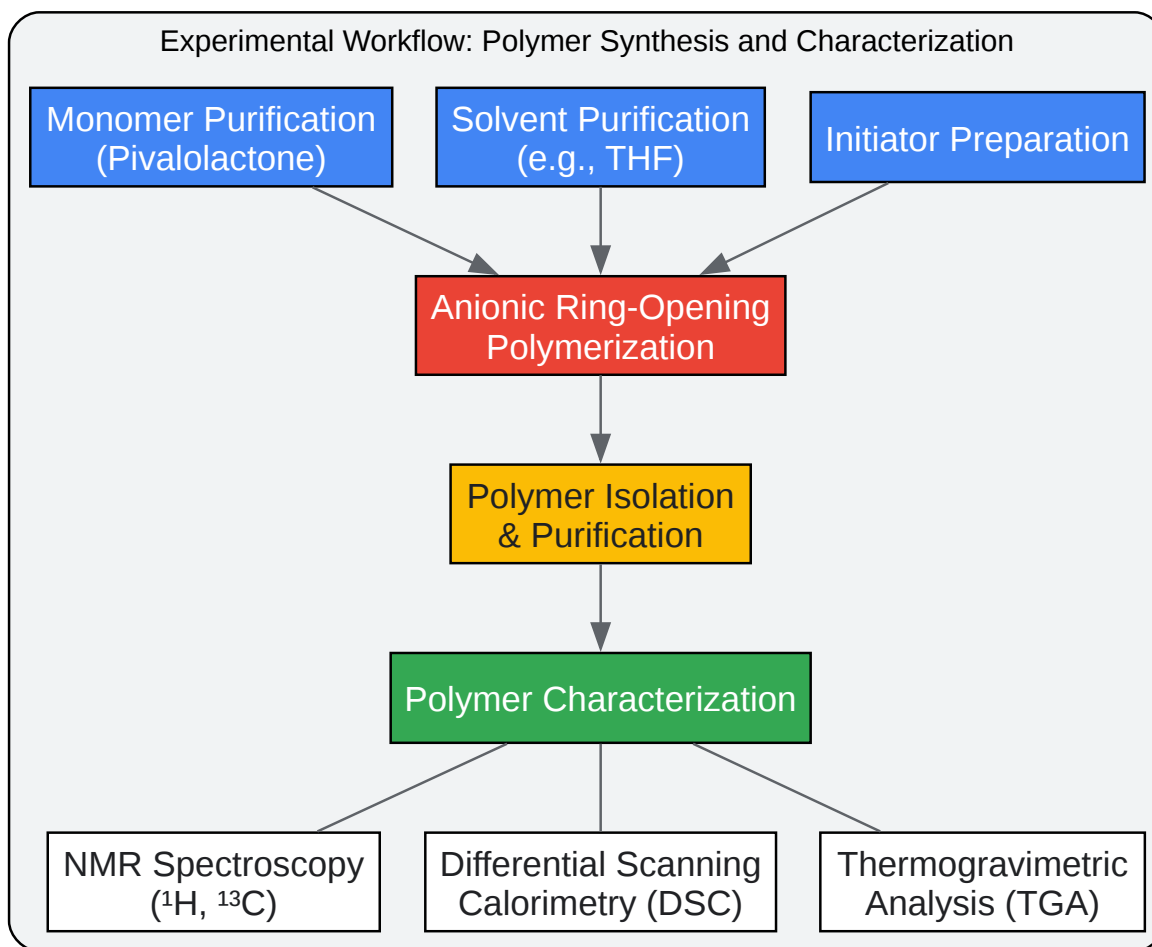 Experimental Workflow: Polymer Synthesis and Characterization
Monomer Purification
(Pivalolactone)
Solvent Purification
(e.g., THF)
Initiator Preparation
Anionic Ring-Opening
Polymerization
Polymer Isolation
& Purification
Polymer Characterization
NMR Spectroscopy
(¹H, ¹³C)
Differential Scanning
Calorimetry (DSC)
Thermogravimetric
Analysis (TGA)